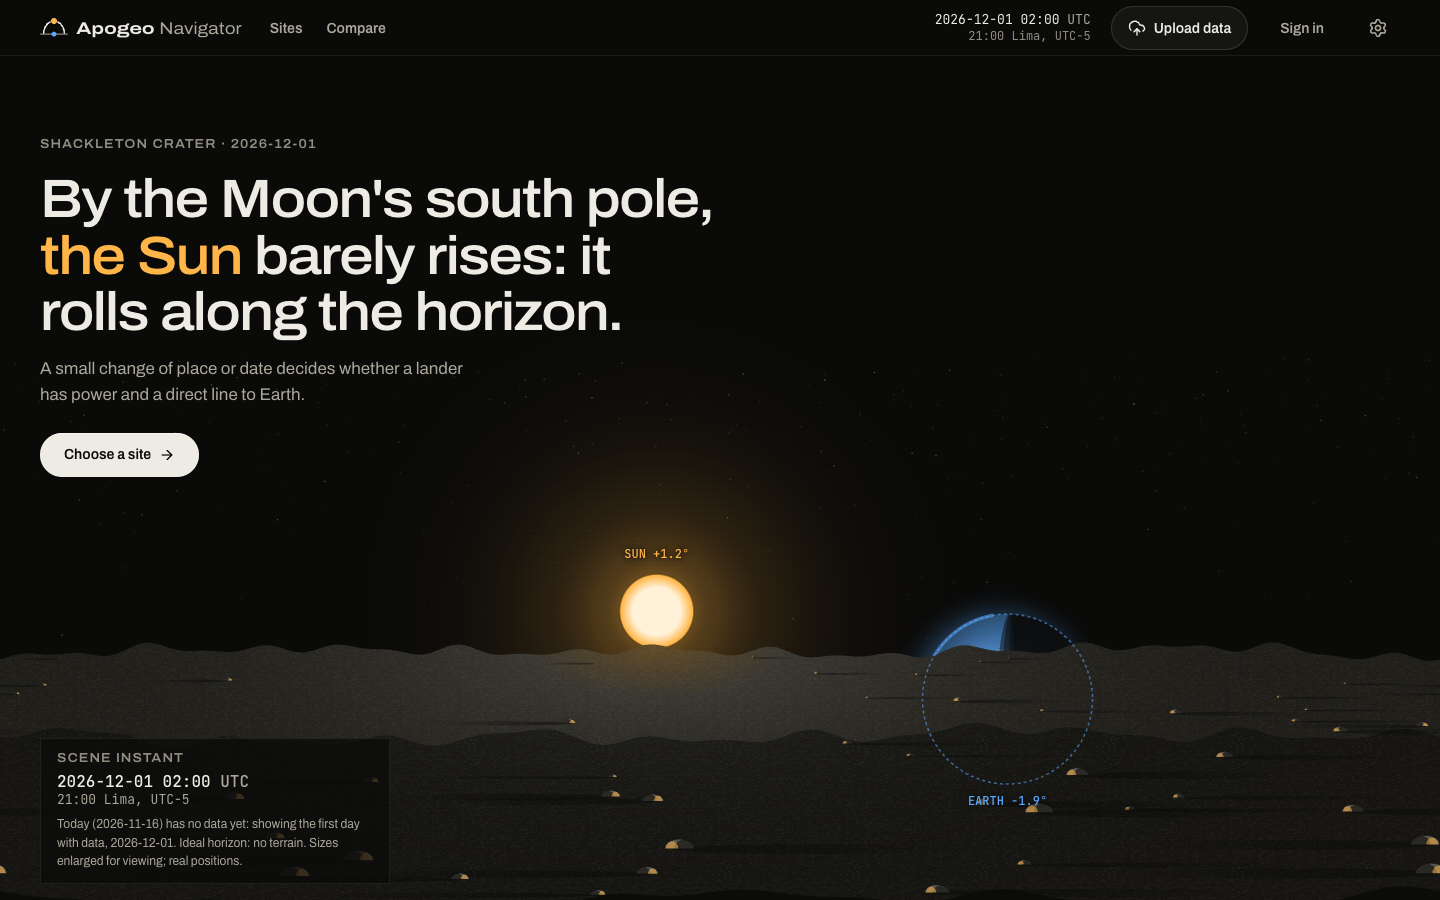 Apogeo Navigator
Sites
Compare
2026-12-01 02:00 UTC
21:00 Lima, UTC-5
Upload data
Sign in
SHACKLETON CRATER · 2026-12-01
By the Moon's south pole,
the Sun barely rises: it
rolls along the horizon.
A small change of place or date decides whether a lander
has power and a direct line to Earth.
Choose a site →
SUN +1.2°
EARTH -1.9°
SCENE INSTANT
2026-12-01 02:00 UTC
21:00 Lima, UTC-5
Today (2026-11-16) has no data yet: showing the first day
with data, 2026-12-01. Ideal horizon: no terrain. Sizes
enlarged for viewing; real positions.